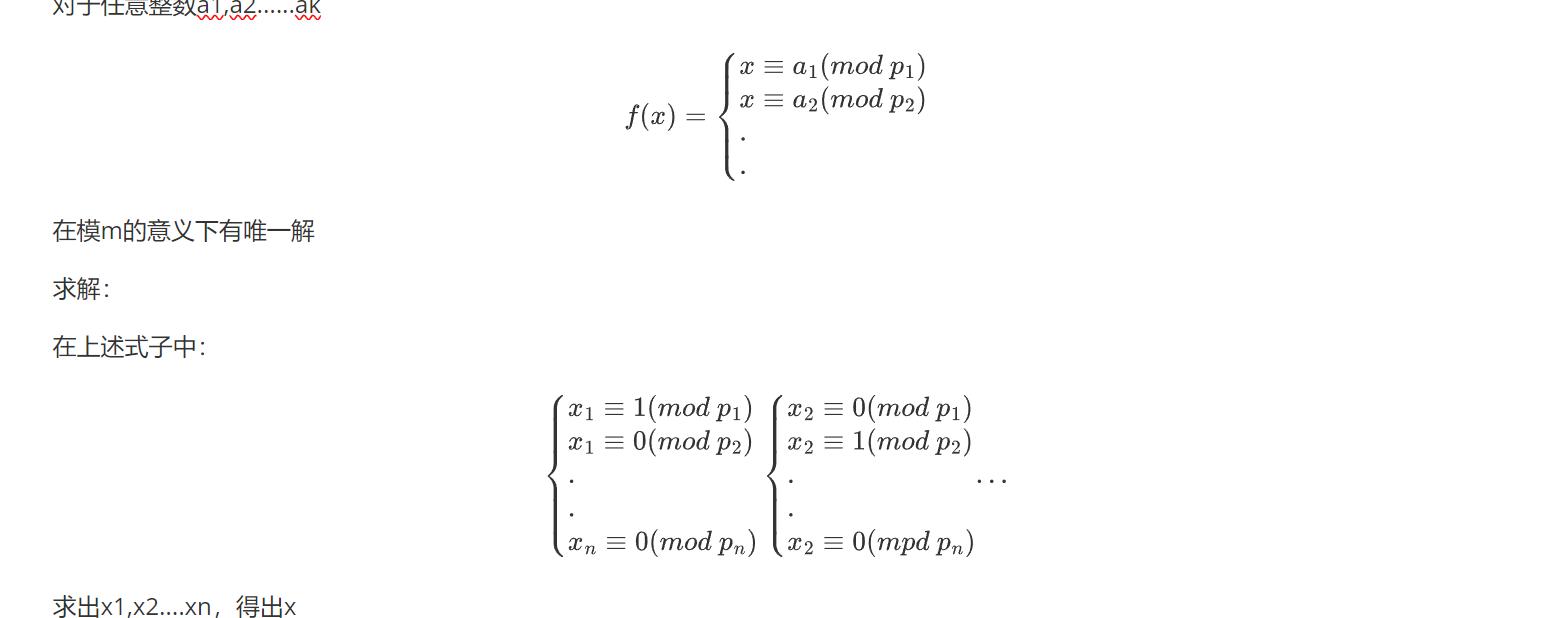 对于任意整数a1,a2......ak
f(x) = { x ≡ a₁(mod p₁)
x ≡ a₂(mod p₂)
.
.
在模m的意义下有唯一解
求解：
在上述式子中：
{ x₁ ≡ 1(mod p₁) { x₂ ≡ 0(mod p₁)
x₁ ≡ 0(mod p₂) x₂ ≡ 1(mod p₂)
. . ...
. .
xₙ ≡ 0(mod pₙ) x₂ ≡ 0(mpd pₙ)
求出x1,x2....xn，得出x